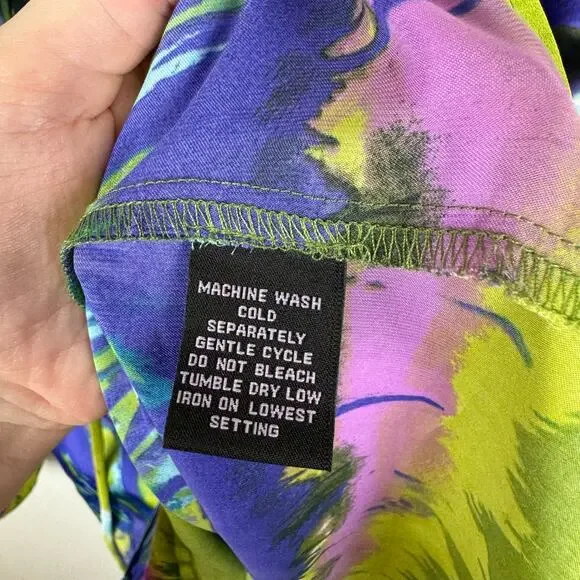 MACHINE WASH
COLD
SEPARATELY
GENTLE CYCLE
DO NOT BLEACH
TUMBLE DRY LOW
IRON ON LOWEST
SETTING